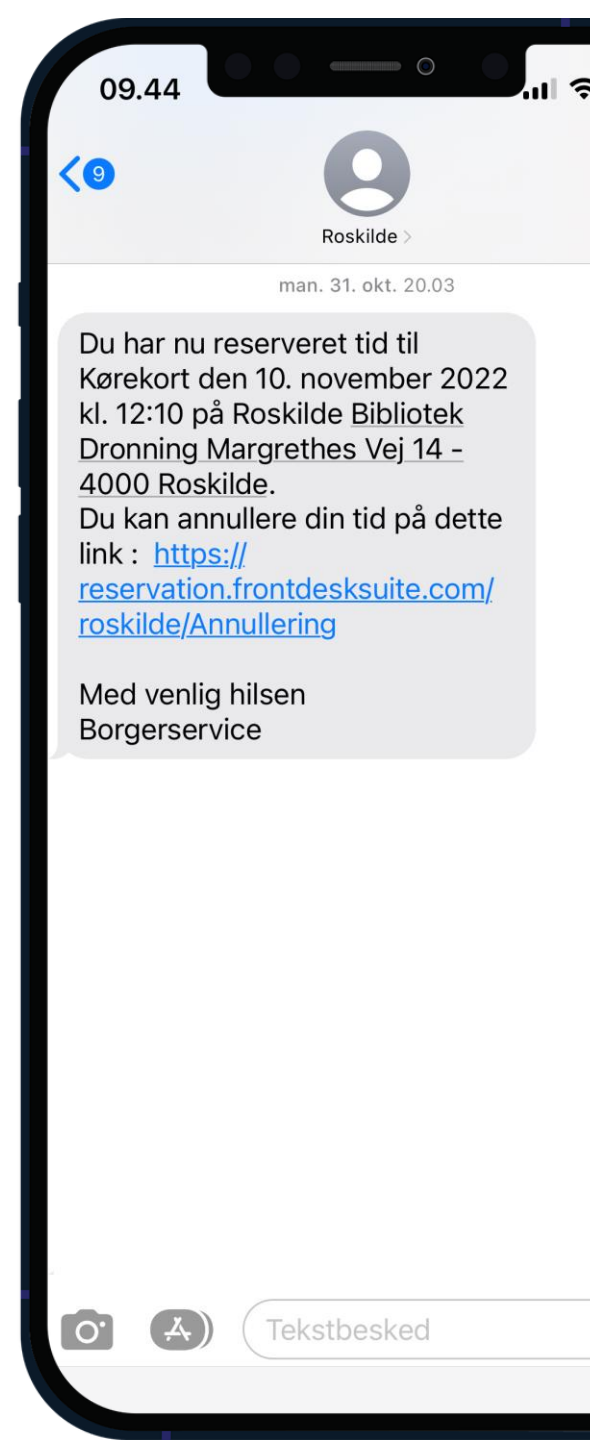 09.44
9
Roskilde
man. 31. okt. 20.03
Du har nu reserveret tid til
Kørekort den 10. november 2022
kl. 12:10 på Roskilde Bibliotek
Dronning Margrethes Vej 14 -
4000 Roskilde.
Du kan annullere din tid på dette
link :  https://
reservation.frontdesksuite.com/
roskilde/Annullering
Med venlig hilsen
Borgerservice
Tekstbesked